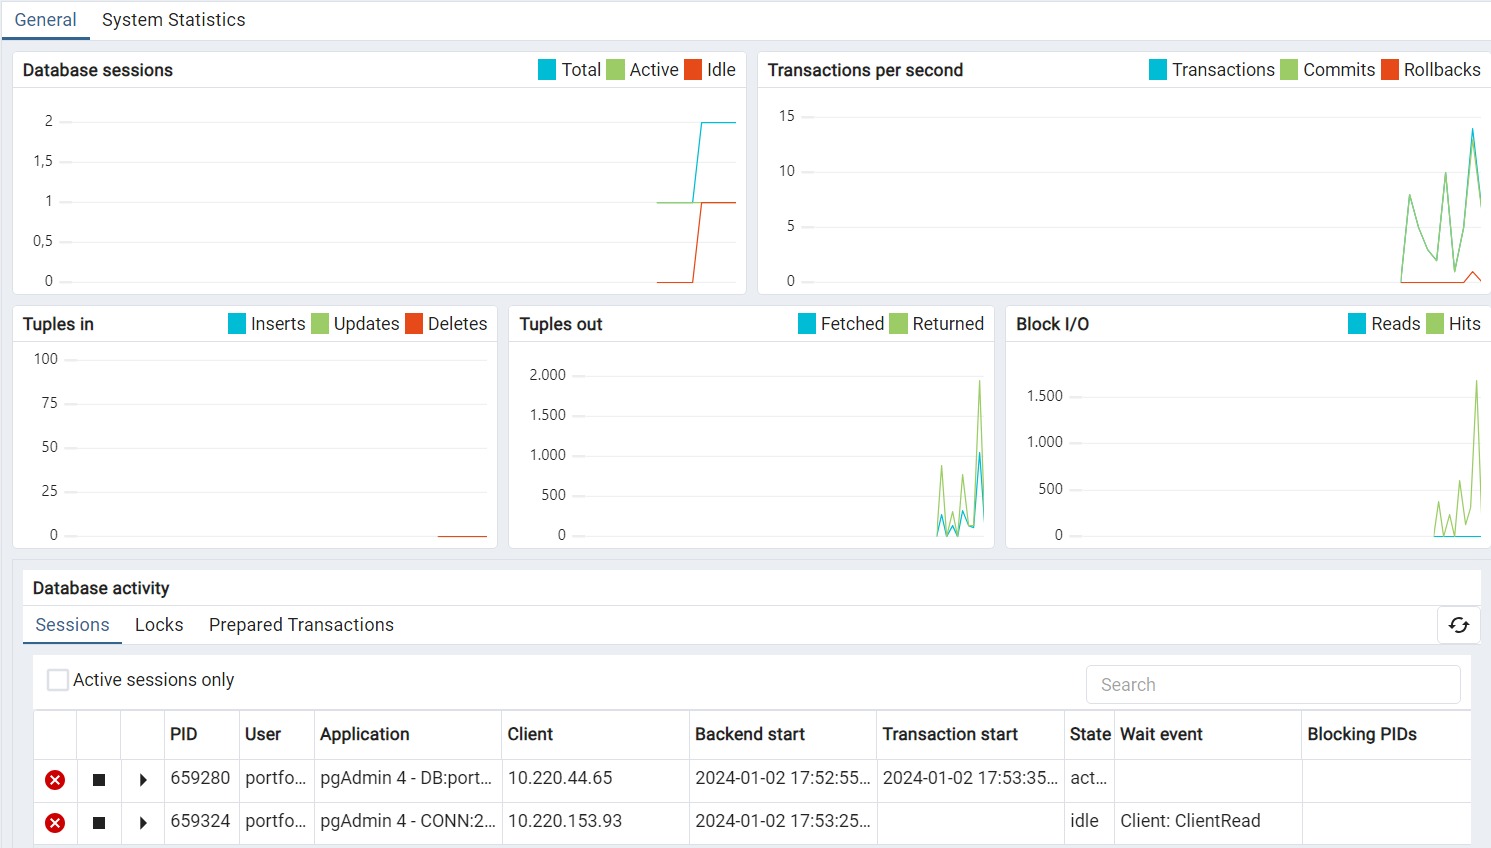 General System Statistics
Database sessions Total Active Idle
2
1,5
1
0,5
0
Transactions per second Transactions Commits Rollbacks
15
10
5
0
Tuples in Inserts Updates Deletes
100
75
50
25
0
Tuples out Fetched Returned
2.000
1.500
1.000
500
0
Block I/O Reads Hits
1.500
1.000
500
0
Database activity
Sessions Locks Prepared Transactions
Active sessions only Search
PID User Application Client Backend start Transaction start State Wait event Blocking PIDs
659280 portfo... pgAdmin 4 - DB:port... 10.220.44.65 2024-01-02 17:52:55... 2024-01-02 17:53:35... act...
659324 portfo... pgAdmin 4 - CONN:2... 10.220.153.93 2024-01-02 17:53:25... idle Client: ClientRead